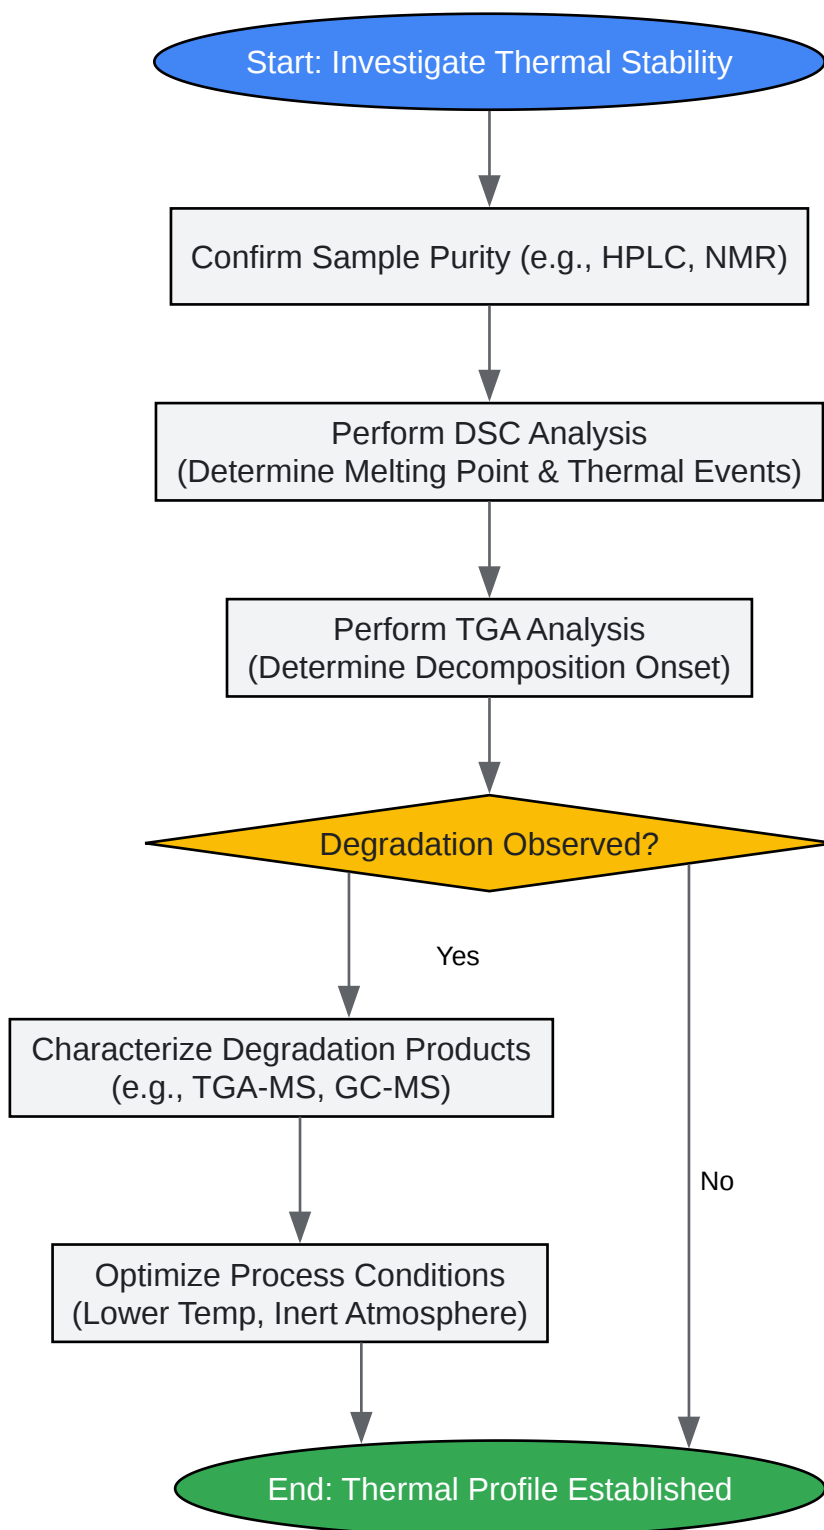 Start: Investigate Thermal Stability
Confirm Sample Purity (e.g., HPLC, NMR)
Perform DSC Analysis
(Determine Melting Point & Thermal Events)
Perform TGA Analysis
(Determine Decomposition Onset)
Degradation Observed?
Yes
Characterize Degradation Products
(e.g., TGA-MS, GC-MS)
No
Optimize Process Conditions
(Lower Temp, Inert Atmosphere)
End: Thermal Profile Established